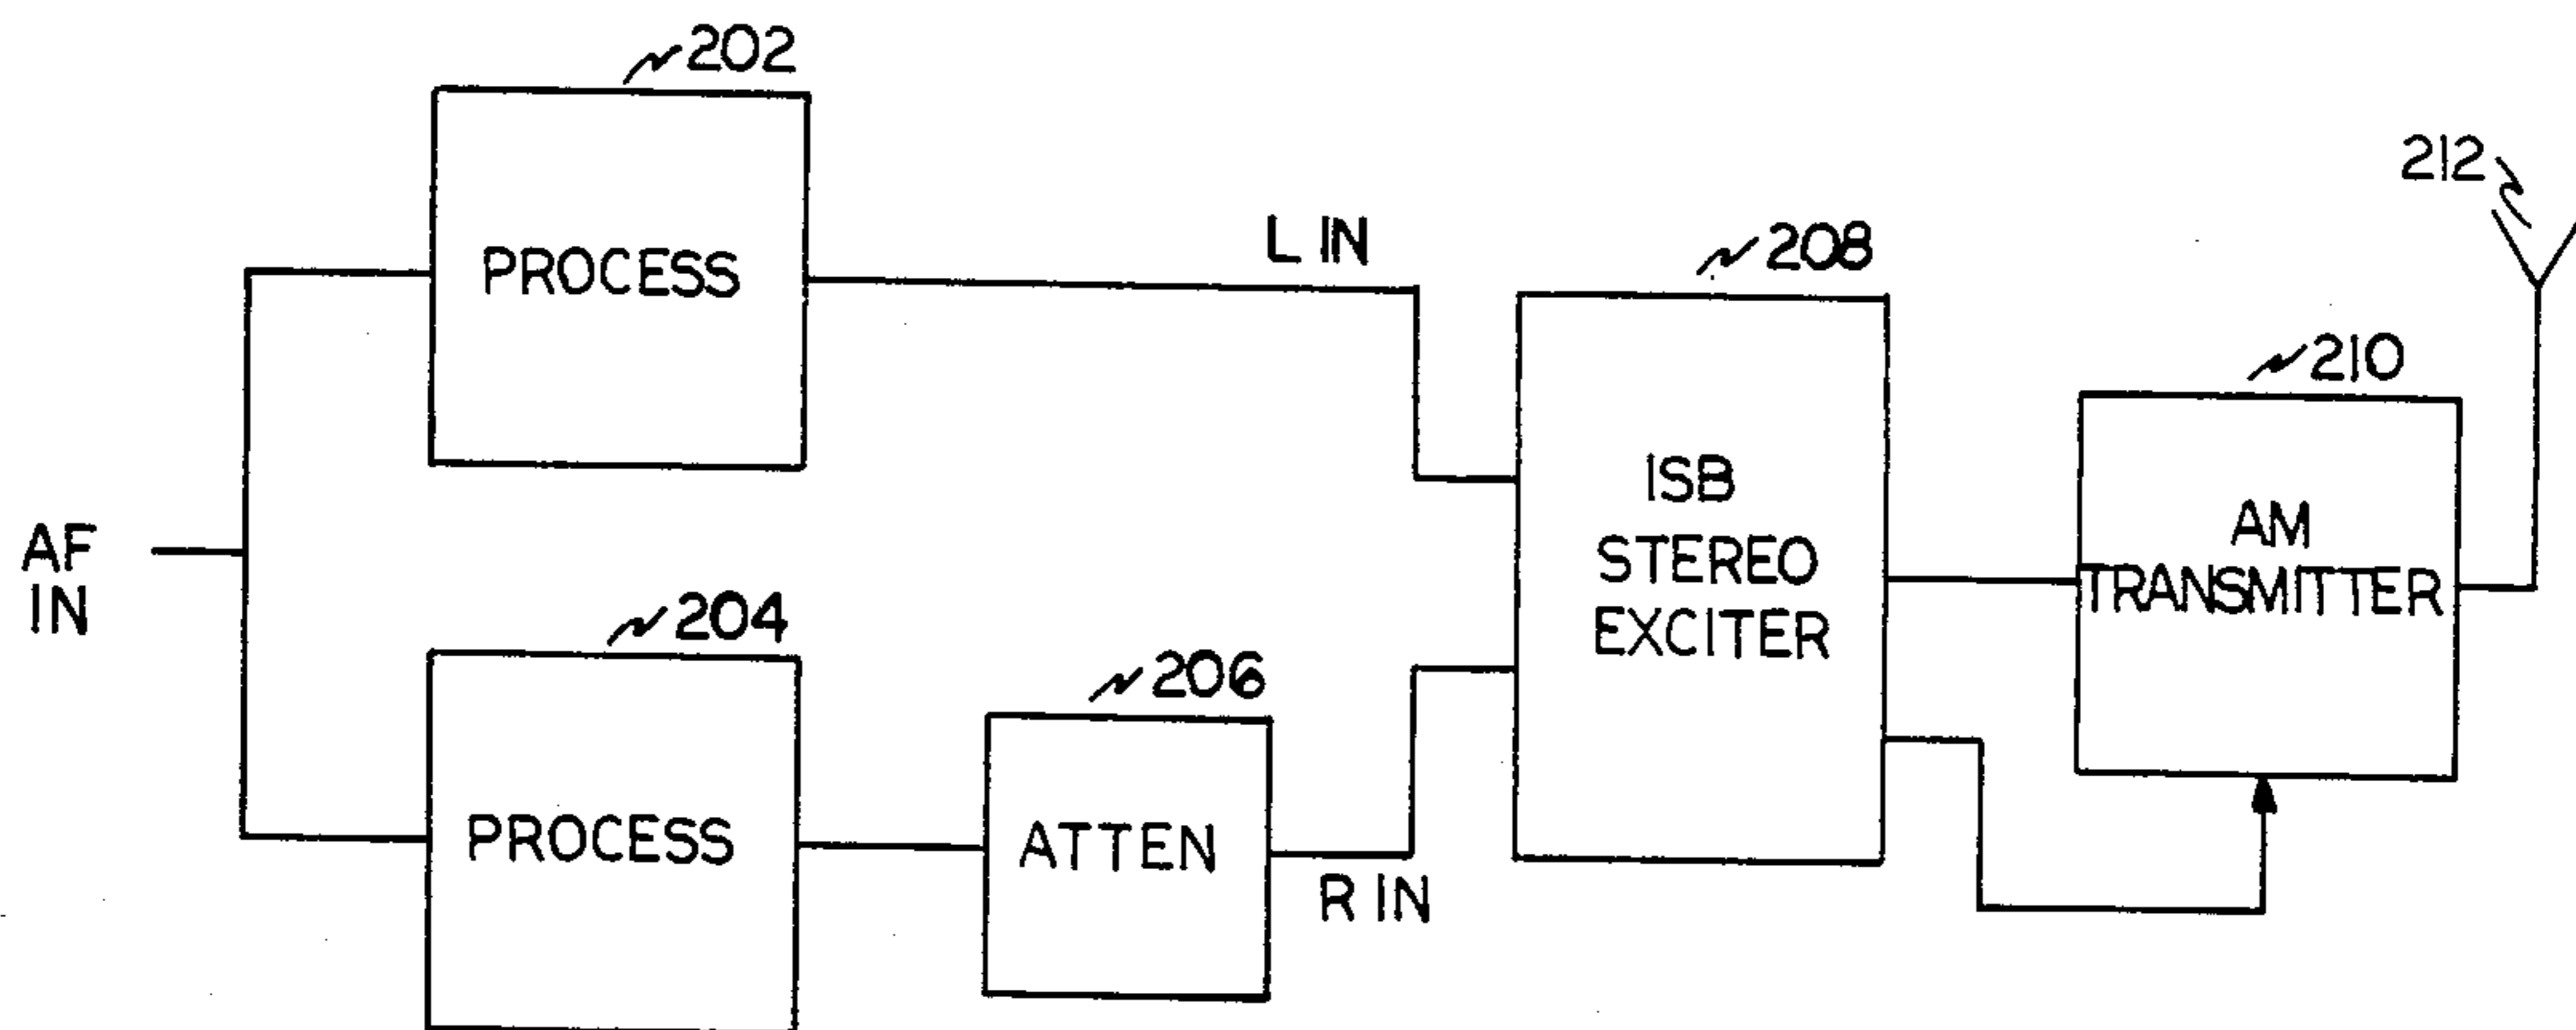 202
PROCESS
L IN
212
208
ISB
STEREO
EXCITER
210
AM
TRANSMITTER
AF
IN
204
PROCESS
206
ATTEN
R IN